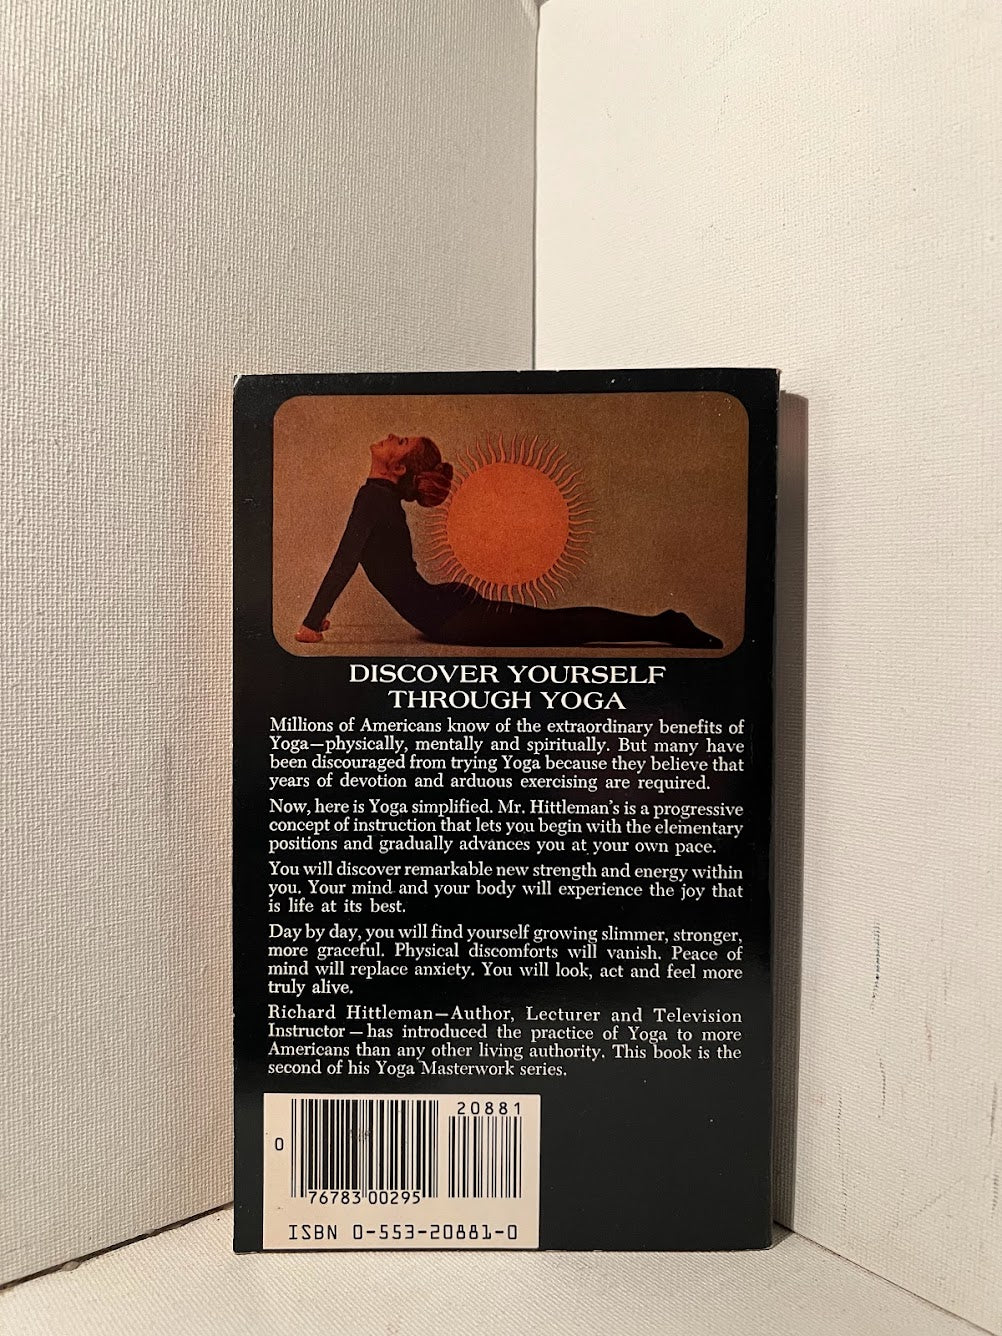 DISCOVER YOURSELF
THROUGH YOGA
Millions of Americans know of the extraordinary benefits of
Yoga—physically, mentally and spiritually. But many have
been discouraged from trying Yoga because they believe that
years of devotion and arduous exercising are required.
Now, here is Yoga simplified. Mr. Hittleman's is a progressive
concept of instruction that lets you begin with the elementary
positions and gradually advances you at your own pace.
You will discover remarkable new strength and energy within
you. Your mind and your body will experience the joy that
is life at its best.
Day by day, you will find yourself growing slimmer, stronger,
more graceful. Physical discomforts will vanish. Peace of
mind will replace anxiety. You will look, act and feel more
truly alive.
Richard Hittleman—Author, Lecturer and Television
Instructor—has introduced the practice of Yoga to more
Americans than any other living authority. This book is the
second of his Yoga Masterwork series.
20881
0
76783 00295
ISBN 0-553-20881-0